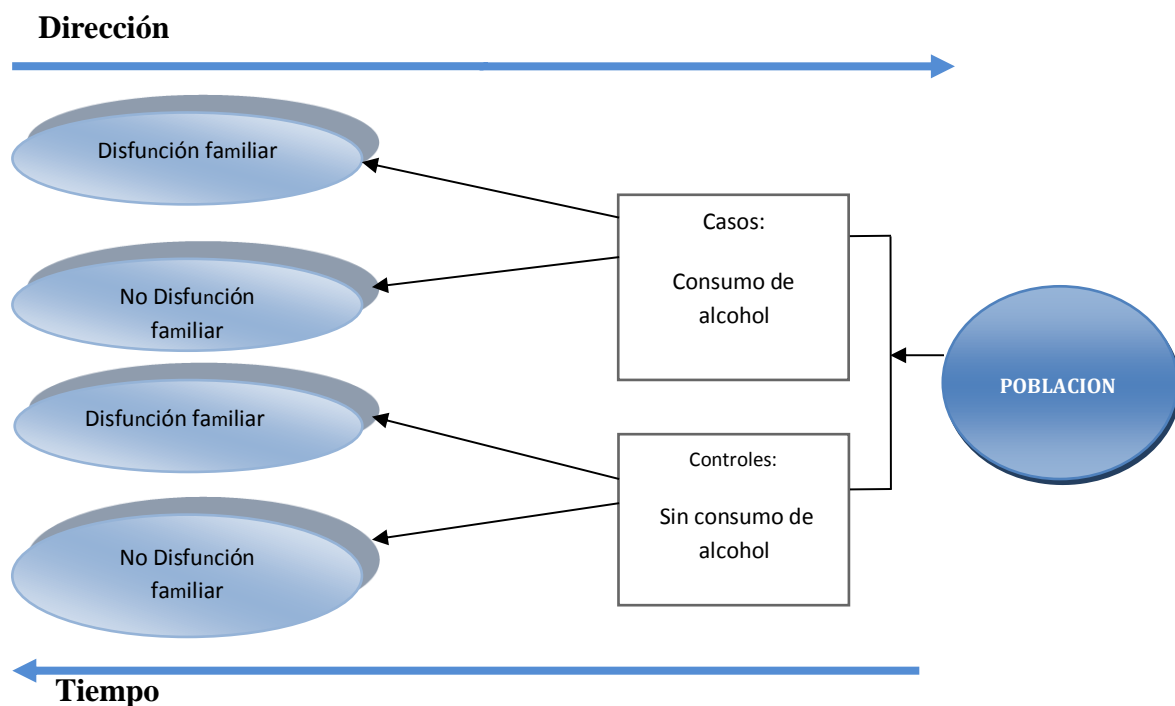 Dirección
Disfunción familiar
No Disfunción
familiar
Disfunción familiar
No Disfunción
familiar
Casos:
Consumo de
alcohol
Controles:
Sin consumo de
alcohol
POBLACION
Tiempo